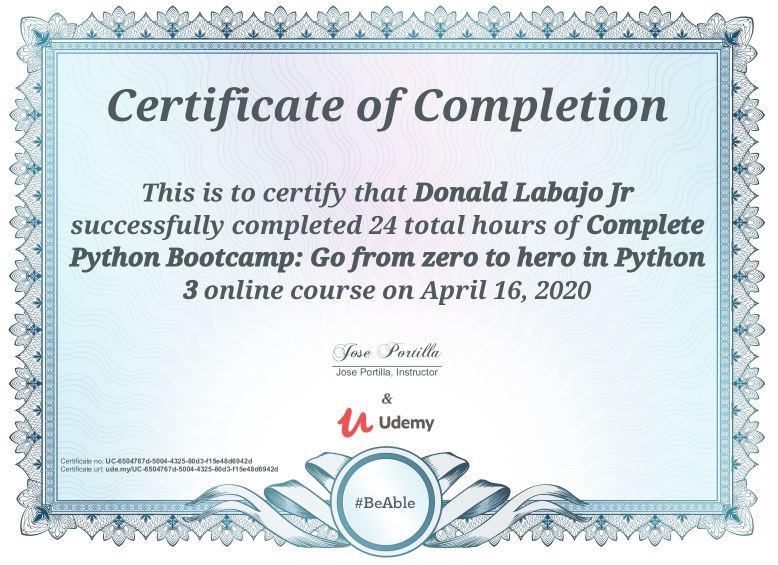 Certificate of Completion
This is to certify that Donald Labajo Jr
successfully completed 24 total hours of Complete
Python Bootcamp: Go from zero to hero in Python
3 online course on April 16, 2020
Jose Portilla
Jose Portilla, Instructor
&
Udemy
Certificate no: UC-6504767d-5004-4325-80d3-f15e48d6942d
Certificate url: ude.my/UC-6504767d-5004-4325-80d3-f15e48d6942d
#BeAble